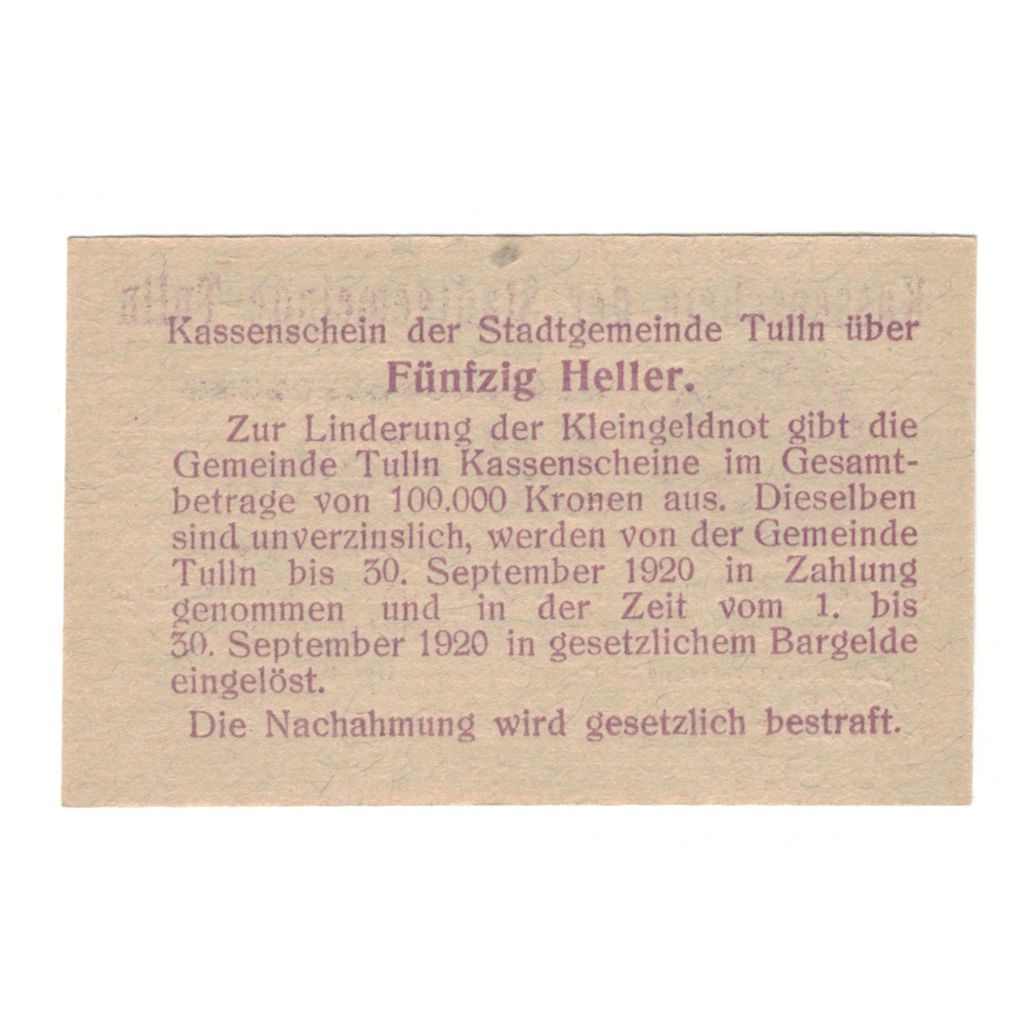 Kassenschein der Stadtgemeinde Tulln über
Fünfzig Heller.
Zur Linderung der Kleingeldnot gibt die
Gemeinde Tulln Kassenscheine im Gesamt-
betrage von 100.000 Kronen aus. Dieselben
sind unverzinslich, werden von der Gemeinde
Tulln bis 30. September 1920 in Zahlung
genommen und in der Zeit vom 1. bis
30. September 1920 in gesetzlichem Bargelde
eingelöst.
Die Nachahmung wird gesetzlich bestraft.